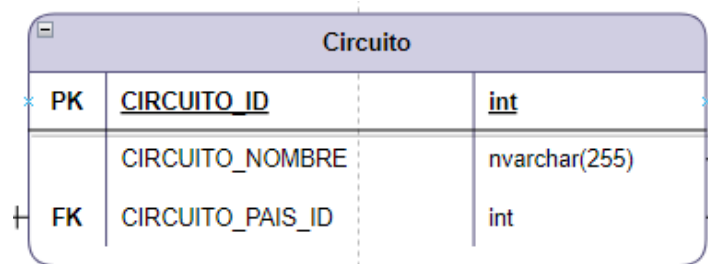 Circuito
PK CIRCUITO_ID int
CIRCUITO_NOMBRE nvarchar(255)
FK CIRCUITO_PAIS_ID int